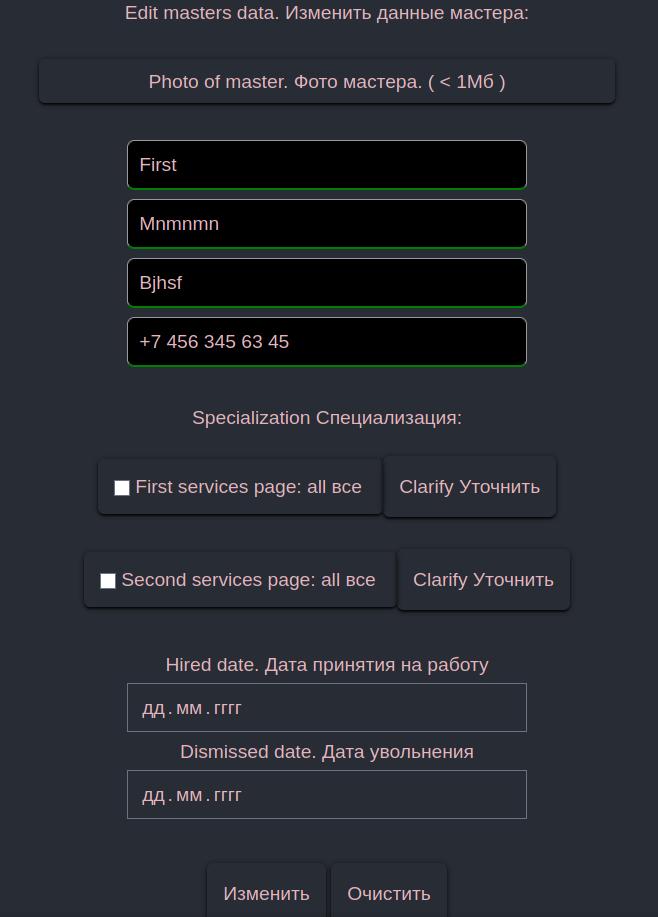 Edit masters data. Изменить данные мастера:
Photo of master. Фото мастера. ( < 1Мб )
First
Mnmnmn
Bjhsf
+7 456 345 63 45
Specialization Специализация:
First services page: all все Clarify Уточнить
Second services page: all все Clarify Уточнить
Hired date. Дата принятия на работу
дд.мм.гггг
Dismissed date. Дата увольнения
дд.мм.гггг
Изменить Очистить